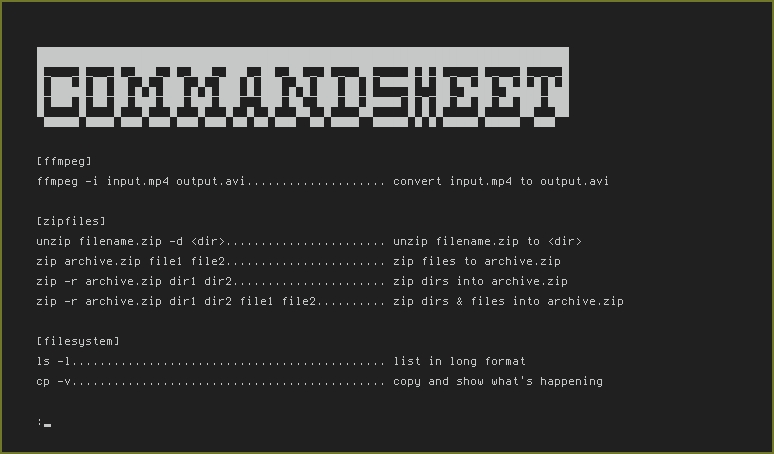 COMMANDSHEET
[ffmpeg]
ffmpeg -i input.mp4 output.avi.................... convert input.mp4 to output.avi
[zipfiles]
unzip filename.zip -d <dir>....................... unzip filename.zip to <dir>
zip archive.zip file1 file2....................... zip files to archive.zip
zip -r archive.zip dir1 dir2...................... zip dirs into archive.zip
zip -r archive.zip dir1 dir2 file1 file2.......... zip dirs & files into archive.zip
[filesystem]
ls -l............................................. list in long format
cp -v............................................. copy and show what's happening
: